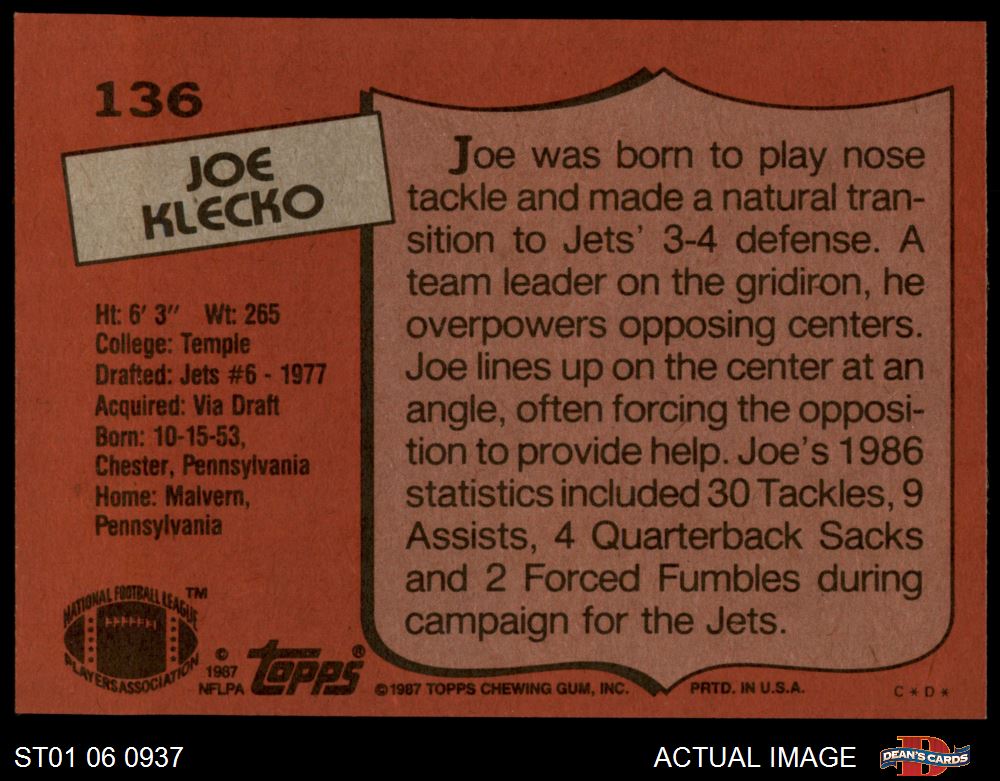 136
JOE
KLECKO
Ht: 6' 3" Wt: 265
College: Temple
Drafted: Jets #6 - 1977
Acquired: Via Draft
Born: 10-15-53,
Chester, Pennsylvania
Home: Malvern,
Pennsylvania
NATIONAL FOOTBALL LEAGUE
PLAYERS ASSOCIATION
TM
©
1987
NFLPA
topps®
Joe was born to play nose
tackle and made a natural tran-
sition to Jets' 3-4 defense. A
team leader on the gridiron, he
overpowers opposing centers.
Joe lines up on the center at an
angle, often forcing the opposi-
tion to provide help. Joe's 1986
statistics included 30 Tackles, 9
Assists, 4 Quarterback Sacks
and 2 Forced Fumbles during
campaign for the Jets.
©1987 TOPPS CHEWING GUM, INC. PRTD. IN U.S.A. C*D*
ST01 06 0937 ACTUAL IMAGE
DEAN'S CARDS